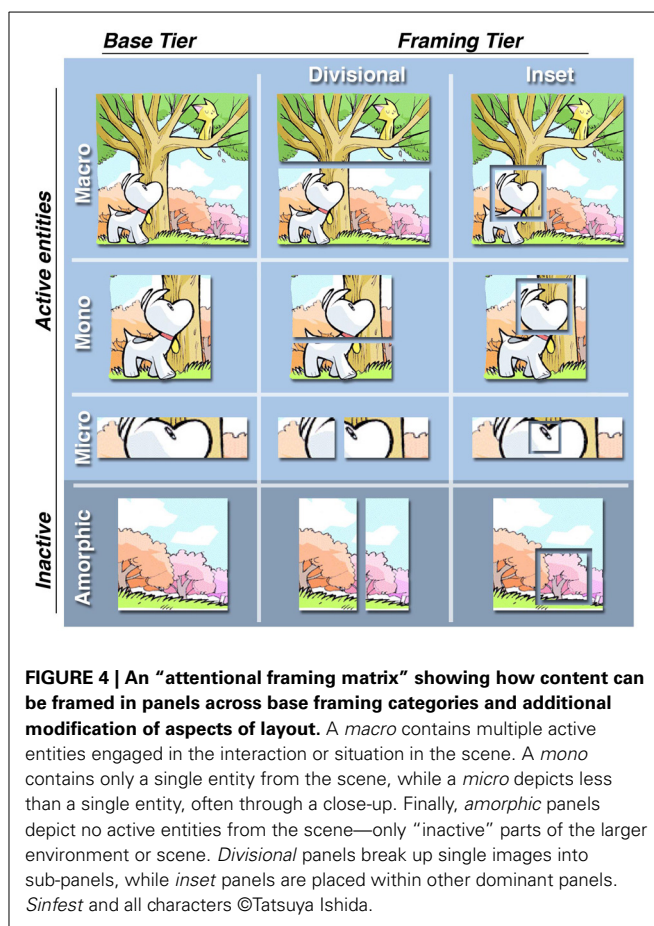 Base Tier
Framing Tier
Divisional
Inset
Active entities
Macro
Mono
Micro
Inactive
Amorphic
FIGURE 4 | An “attentional framing matrix” showing how content can
be framed in panels across base framing categories and additional
modification of aspects of layout. A macro contains multiple active
entities engaged in the interaction or situation in the scene. A mono
contains only a single entity from the scene, while a micro depicts less
than a single entity, often through a close-up. Finally, amorphic panels
depict no active entities from the scene—only “inactive” parts of the larger
environment or scene. Divisional panels break up single images into
sub-panels, while inset panels are placed within other dominant panels.
Sinfest and all characters ©Tatsuya Ishida.